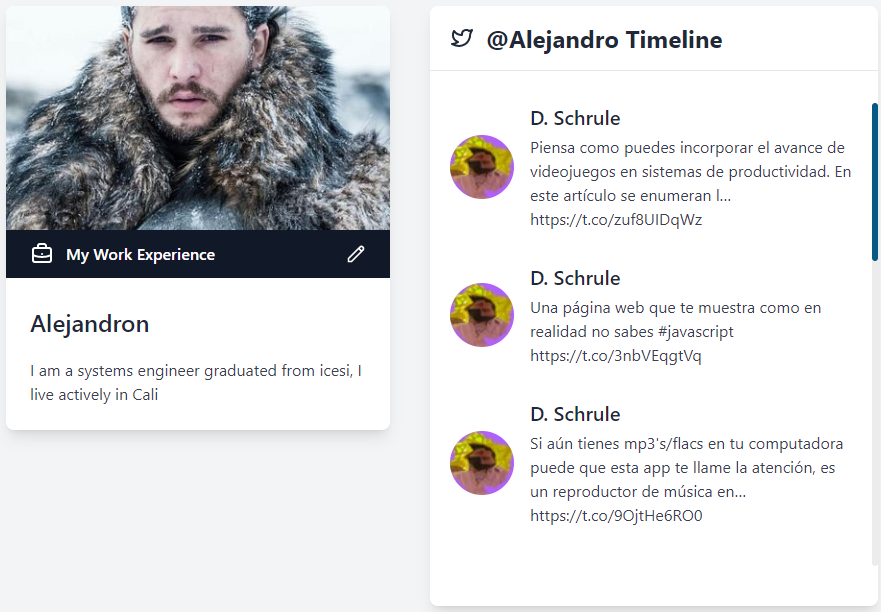 My Work Experience
Alejandron
I am a systems engineer graduated from icesi, I
live actively in Cali
@Alejandro Timeline
D. Schrule
Piensa como puedes incorporar el avance de
videojuegos en sistemas de productividad. En
este artículo se enumeran l…
https://t.co/zuf8UIDqWz
D. Schrule
Una página web que te muestra como en
realidad no sabes #javascript
https://t.co/3nbVEqgtVq
D. Schrule
Si aún tienes mp3's/flacs en tu computadora
puede que esta app te llame la atención, es
un reproductor de música en…
https://t.co/9OjtHe6RO0